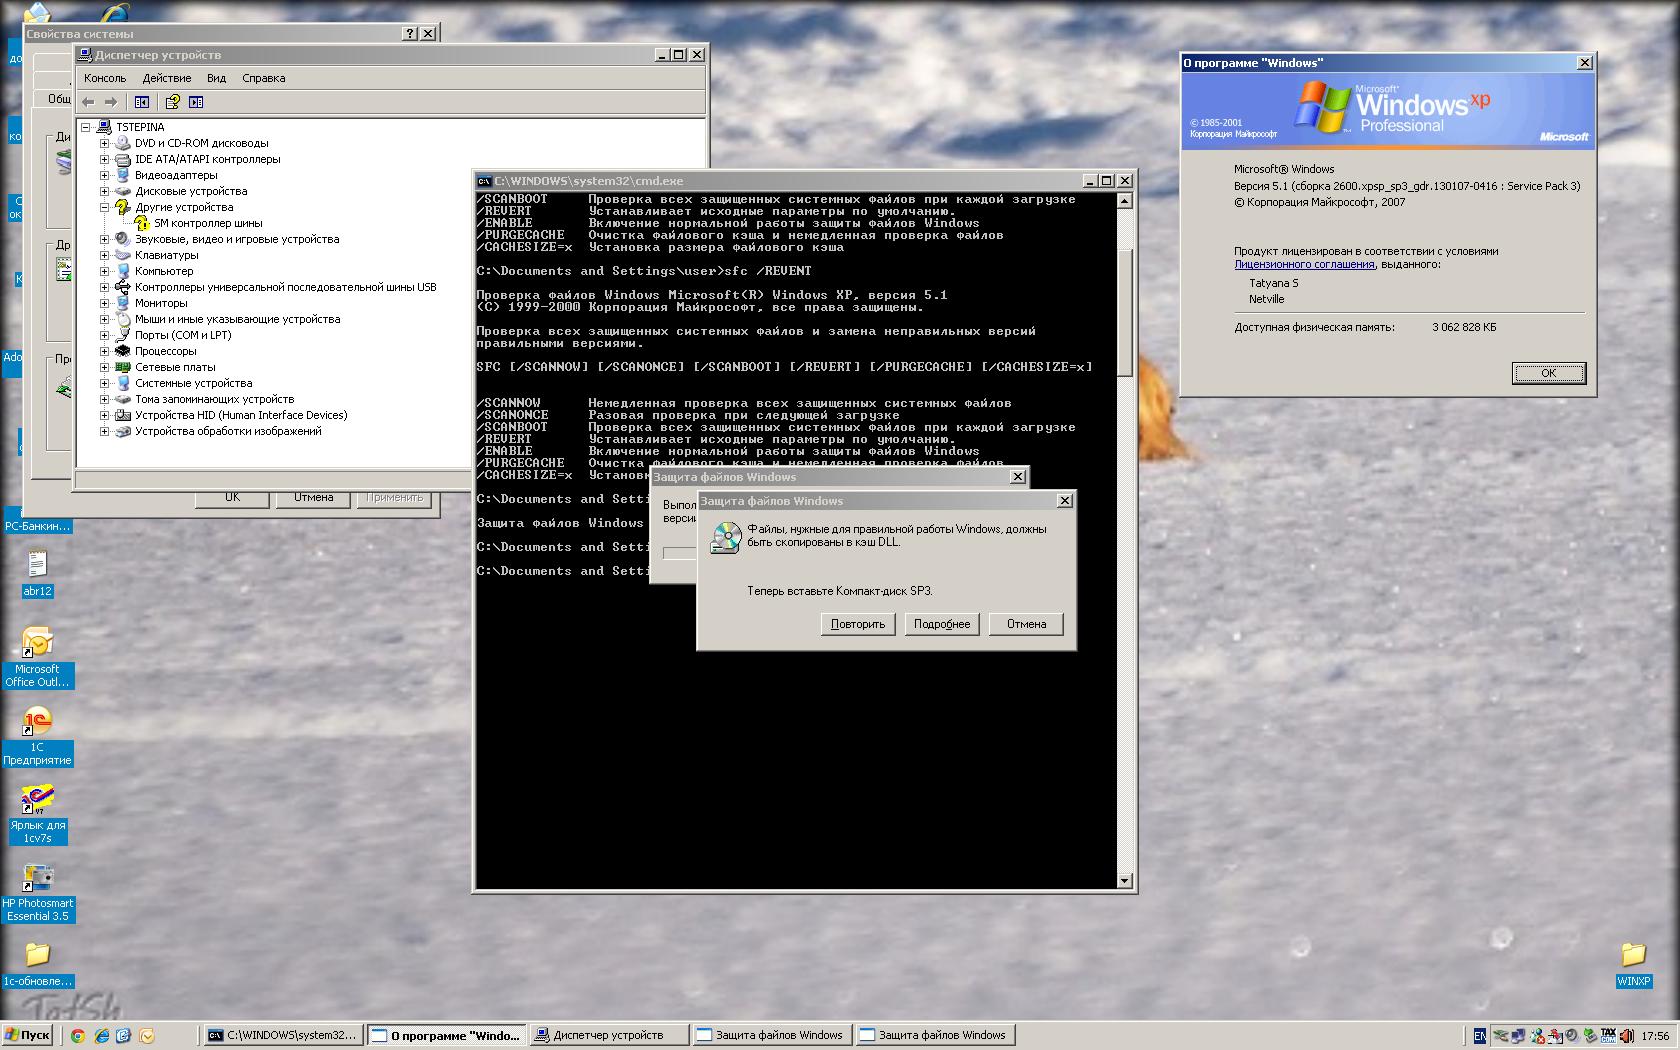 Свойства системы
Общ
Ди
Др
Пр
OK
Отмена
Применить
Диспетчер устройств
Консоль Действие Вид Справка
TSTEPINA
DVD и CD-ROM дисководы
IDE ATA/ATAPI контроллеры
Видеоадаптеры
Дисковые устройства
Другие устройства
SM контроллер шины
Звуковые, видео и игровые устройства
Клавиатуры
Компьютер
Контроллеры универсальной последовательной шины USB
Мониторы
Мыши и иные указывающие устройства
Порты (COM и LPT)
Процессоры
Сетевые платы
Системные устройства
Тома запоминающих устройств
Устройства HID (Human Interface Devices)
Устройства обработки изображений
C:\WINDOWS\system32\cmd.exe
/SCANBOOT Проверка всех защищенных системных файлов при каждой загрузке
/REVERT Устанавливает исходные параметры по умолчанию.
/ENABLE Включение нормальной работы защиты файлов Windows
/PURGECACHE Очистка файлового кэша и немедленная проверка файлов
/CACHESIZE=x Установка размера файлового кэша
C:\Documents and Settings\user>sfc /REVENT
Проверка файлов Windows Microsoft(R) Windows XP, версия 5.1
(C) 1999-2000 Корпорация Майкрософт, все права защищены.
Проверка всех защищенных системных файлов и замена неправильных версий
правильными версиями.
SFC [/SCANNOW] [/SCANONCE] [/SCANBOOT] [/REVERT] [/PURGECACHE] [/CACHESIZE=x]
/SCANNOW Немедленная проверка всех защищенных системных файлов
/SCANONCE Разовая проверка при следующей загрузке
/SCANBOOT Проверка всех защищенных системных файлов при каждой загрузке
/REVERT Устанавливает исходные параметры по умолчанию.
/ENABLE Включение нормальной работы защиты файлов Windows
/PURGECACHE Очистка файлового кэша и немедленная проверка файлов
/CACHESIZE=x Установк
C:\Documents and Setti
Защита файлов Windows
C:\Documents and Setti
C:\Documents and Setti
Защита файлов Windows
Выпол
верси
Защита файлов Windows
Файлы, нужные для правильной работы Windows, должны
быть скопированы в кэш DLL.
Теперь вставьте Компакт-диск SP3.
Повторить Подробнее Отмена
О программе "Windows"
© 1985-2001
Корпорация Майкрософт
Microsoft®
Windows xp
Professional
Microsoft
Microsoft® Windows
Версия 5.1 (сборка 2600.xpsp_sp3_gdr.130107-0416 : Service Pack 3)
© Корпорация Майкрософт, 2007
Продукт лицензирован в соответствии с условиями
Лицензионного соглашения, выданного:
Tatyana S
Netville
Доступная физическая память: 3 062 828 КБ
OK
до
ко
С
ок
К
Ado
РС-Банкин...
abr12
Microsoft
Office Outl...
1С
Предприятие
Ярлык для
1cv7s
HP Photosmart
Essential 3.5
1с-обновле...
WINXP
TatSh
Пуск
C:\WINDOWS\system32...
О программе "Windo...
Диспетчер устройств
Защита файлов Windows
Защита файлов Windows
EN
TAX
COM
17:56